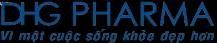 DHG PHARMA
Vì một cuộc sống khỏe đẹp hơn